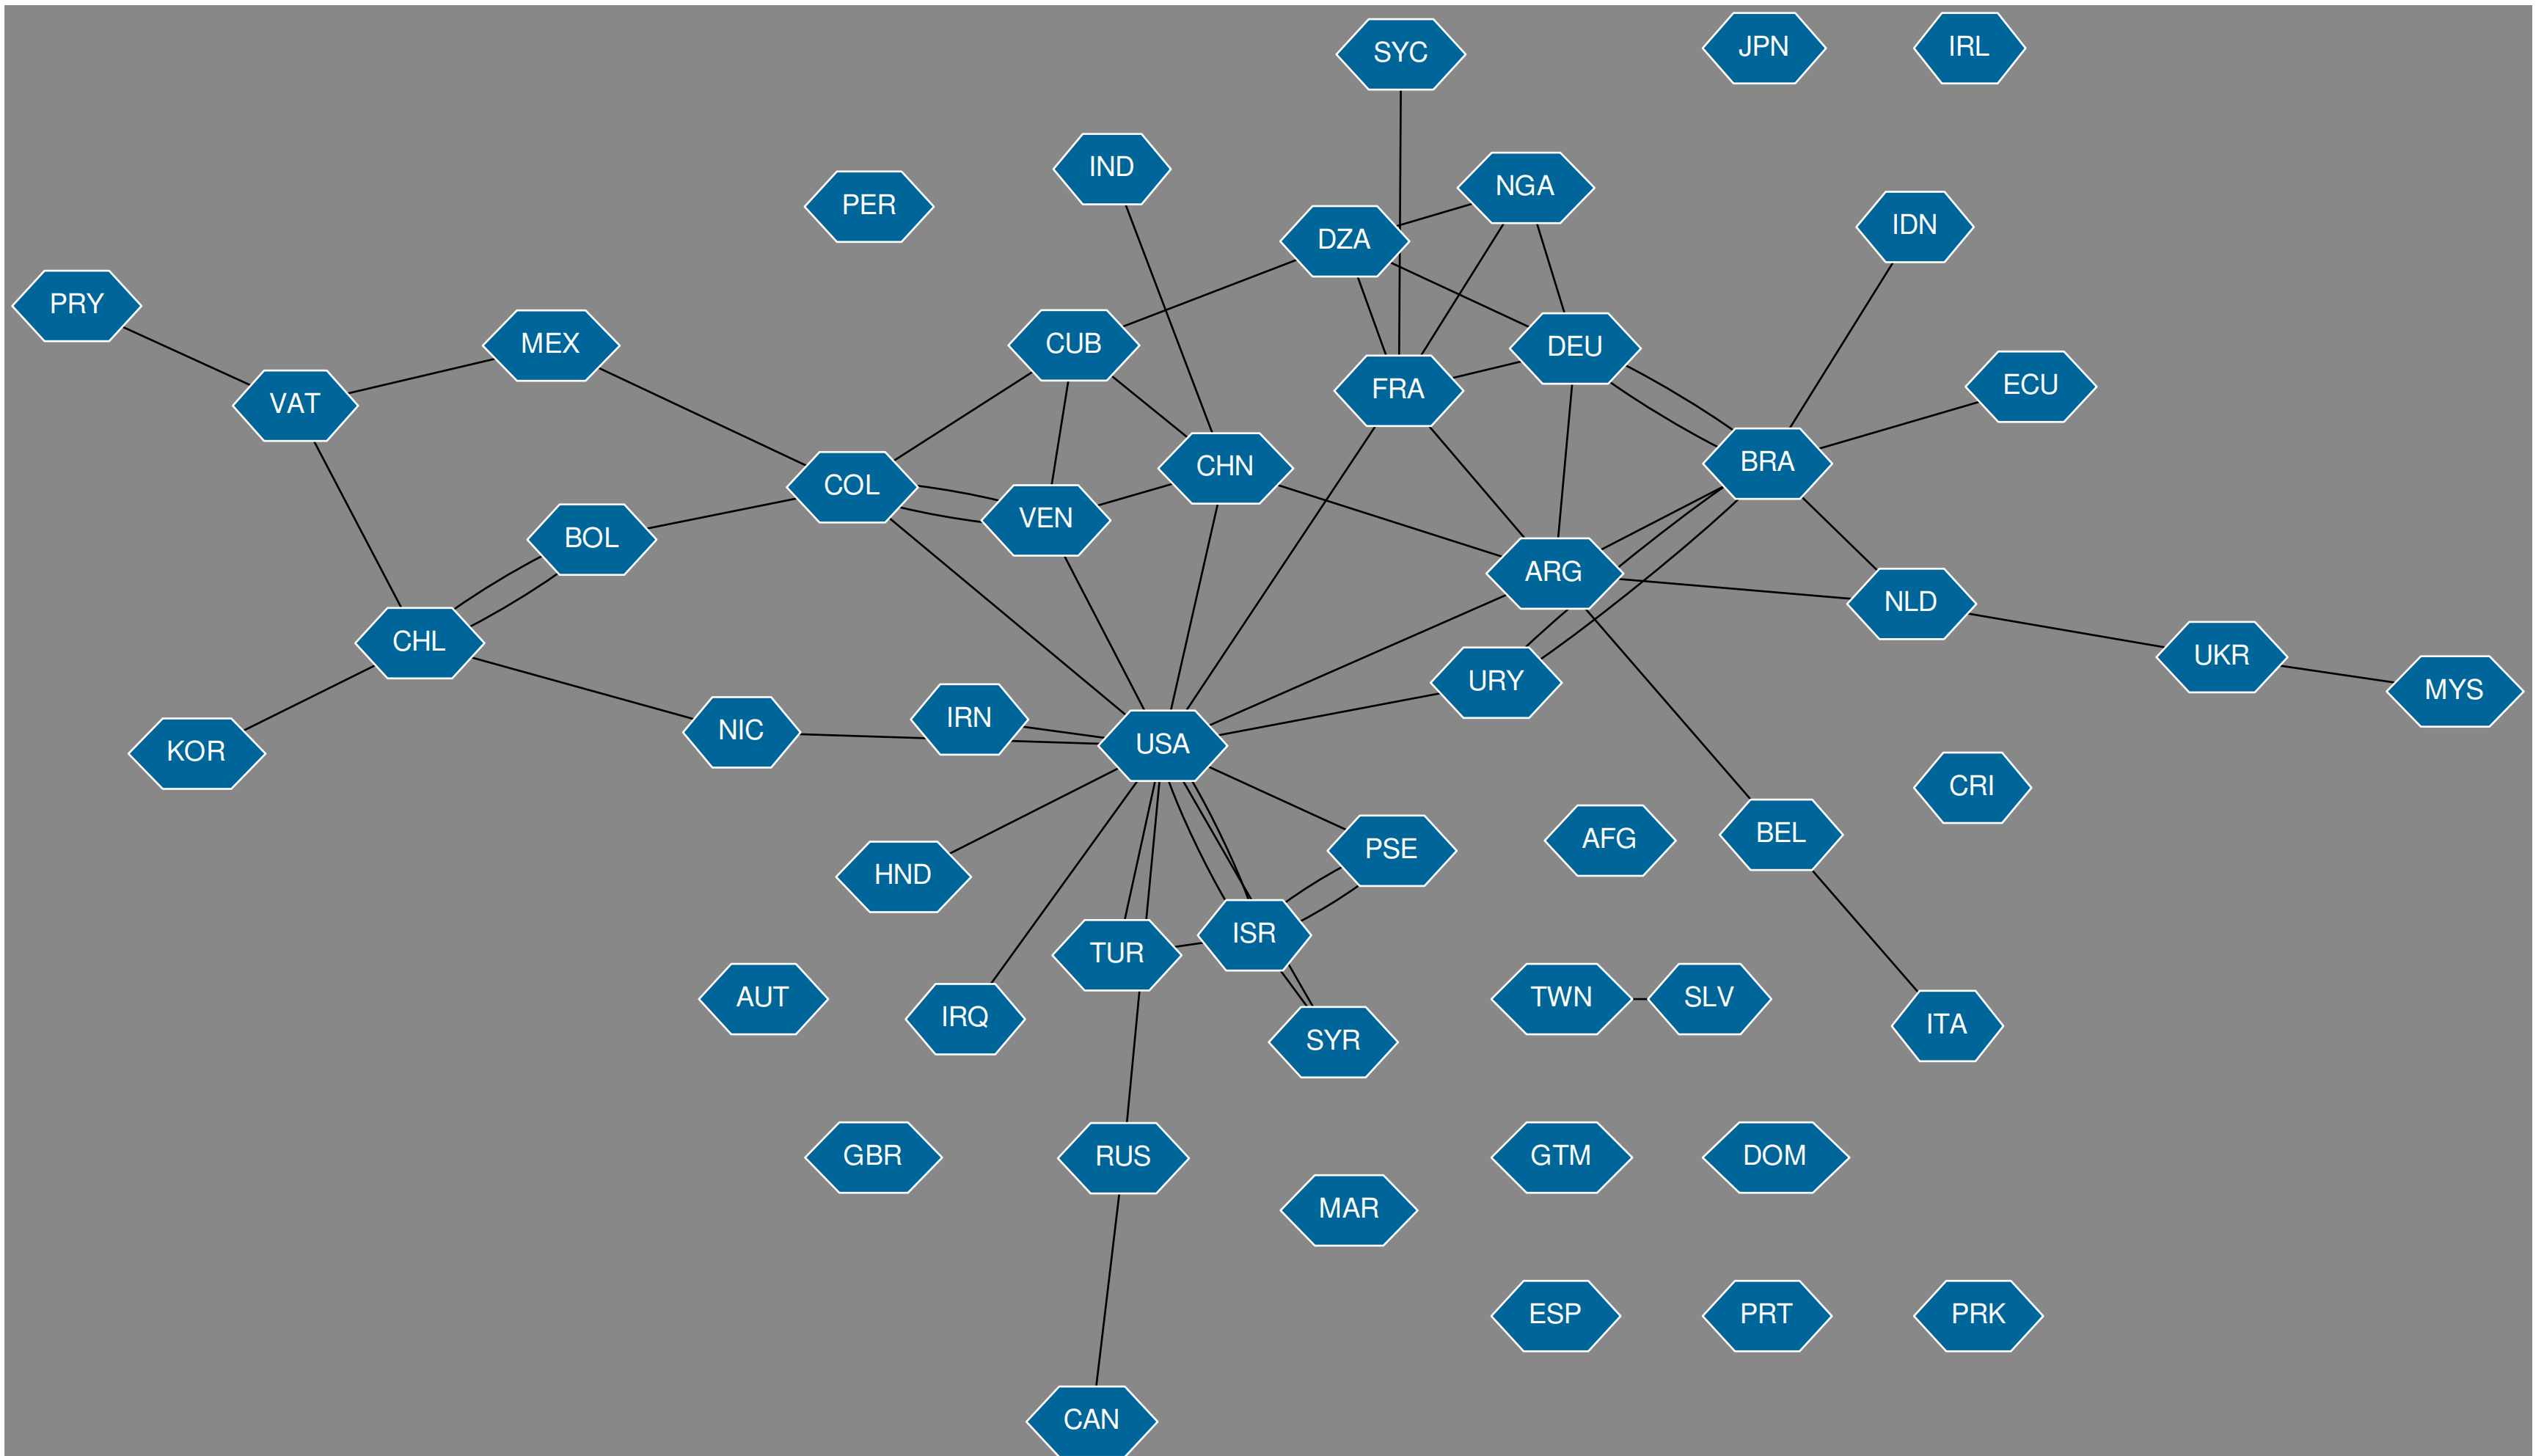 SYC
JPN
IRL
IND
NGA
PER
DZA
IDN
PRY
MEX
CUB
DEU
VAT
FRA
ECU
COL
CHN
BRA
BOL
VEN
ARG
NLD
CHL
URY
UKR
MYS
KOR
NIC
IRN
USA
CRI
HND
PSE
AFG
BEL
TUR
ISR
AUT
IRQ
SYR
TWN
SLV
ITA
GBR
RUS
GTM
DOM
MAR
ESP
PRT
PRK
CAN